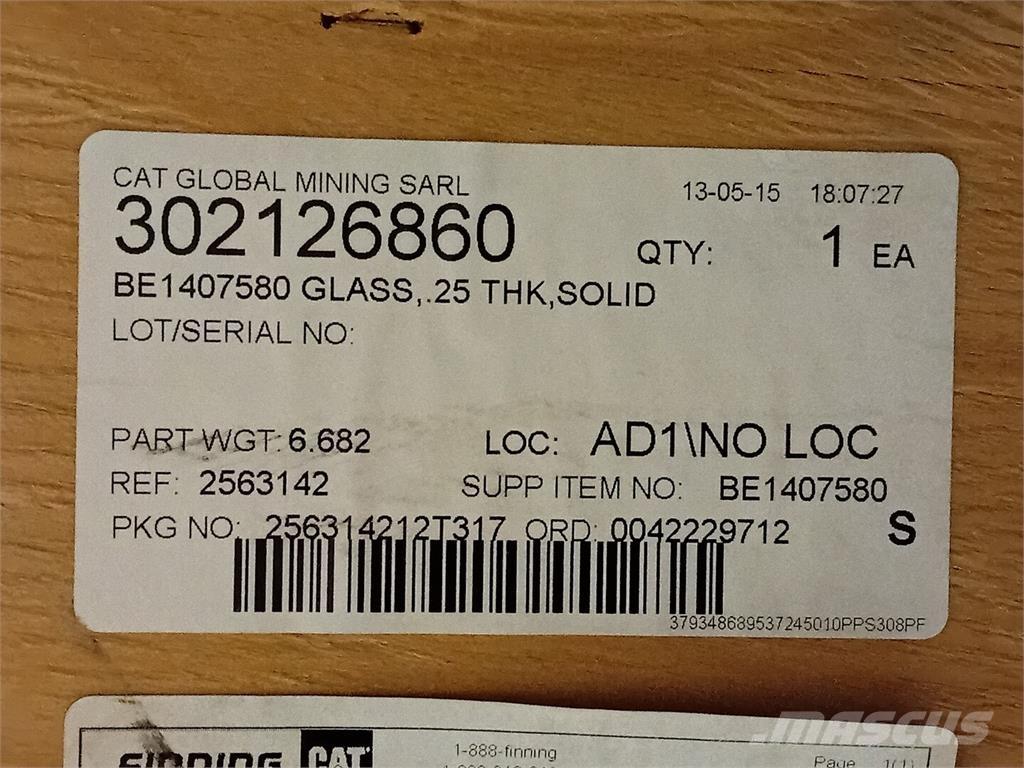 CAT GLOBAL MINING SARL 13-05-15 18:07:27
302126860 QTY: 1 EA
BE1407580 GLASS,.25 THK,SOLID
LOT/SERIAL NO:
PART WGT: 6.682 LOC: AD1\NO LOC
REF: 2563142 SUPP ITEM NO: BE1407580
PKG NO: 256314212T317 ORD: 0042229712 S
379348689537245010PPS308PF
MASCUS
FINNING CAT 1-888-finning
Page 1(1)